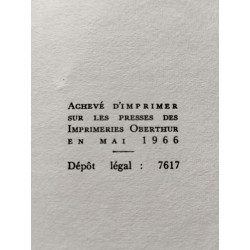 ACHEVÉ D'IMPRIMER
SUR LES PRESSES DES
IMPRIMERIES OBERTHUR
EN MAI 1966
Dépôt légal : 7617